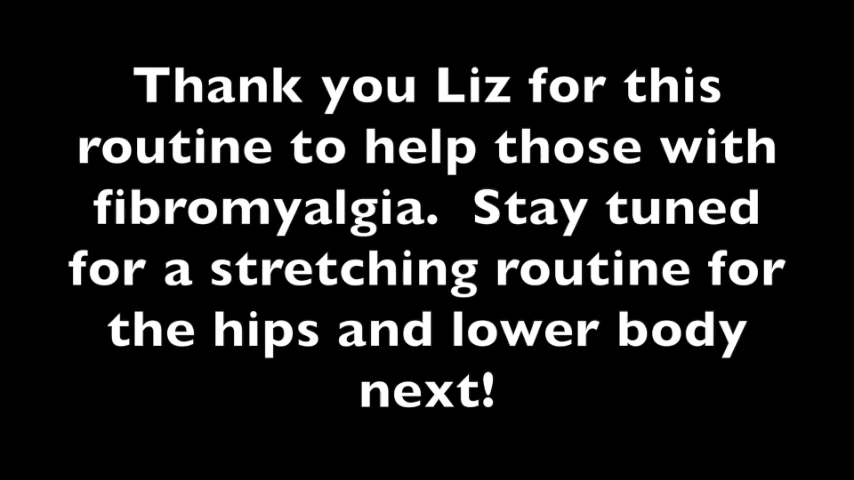 Thank you Liz for this
routine to help those with
fibromyalgia.  Stay tuned
for a stretching routine for
the hips and lower body
next!